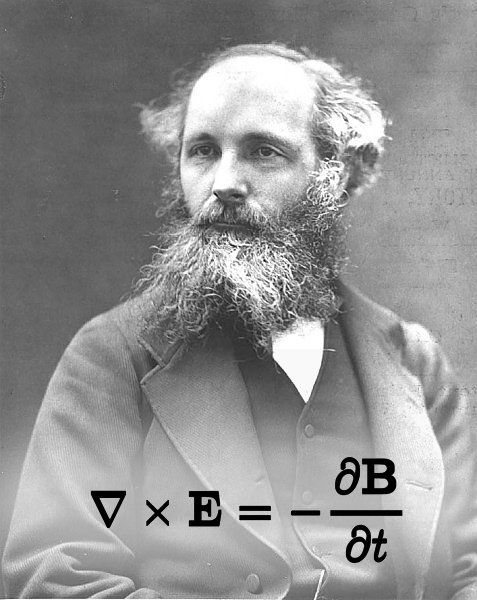 ∇ × E = − ∂B/∂t